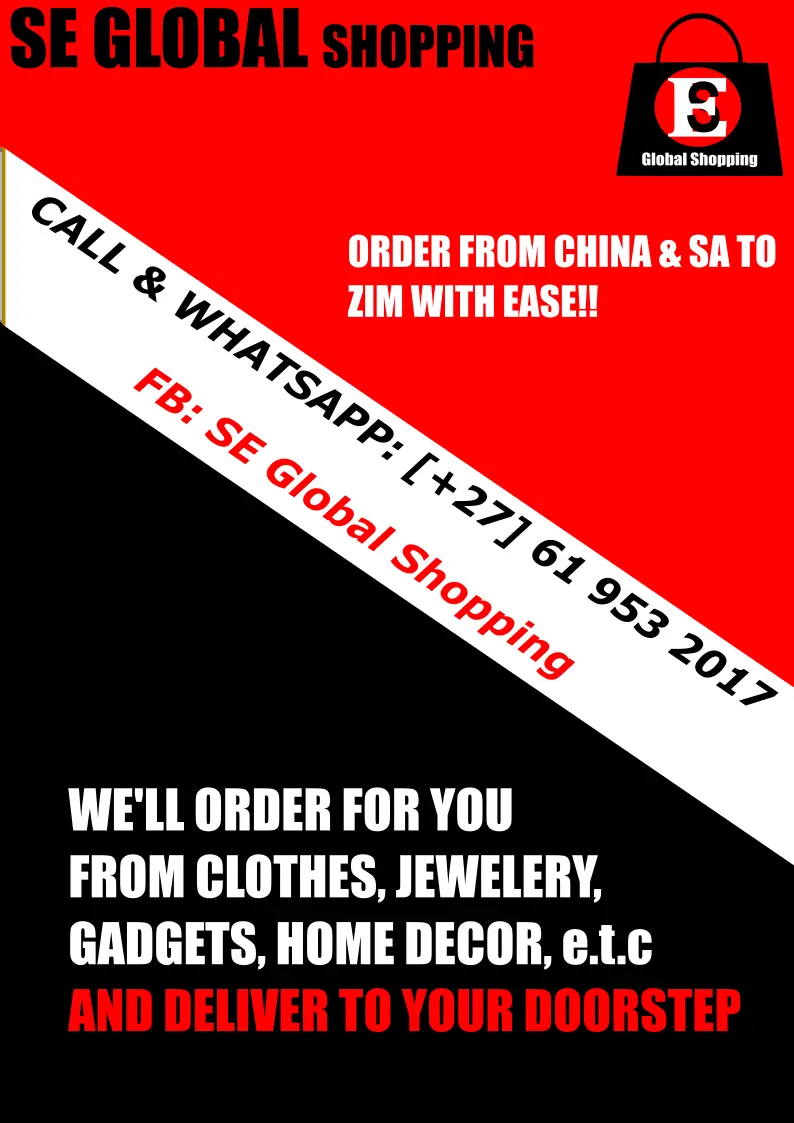 SE GLOBAL SHOPPING
ES
Global Shopping
ORDER FROM CHINA & SA TO
ZIM WITH EASE!!
CALL & WHATSAPP: [+27] 61 953 2017
FB: SE Global Shopping
WE'LL ORDER FOR YOU
FROM CLOTHES, JEWELERY,
GADGETS, HOME DECOR, e.t.c
AND DELIVER TO YOUR DOORSTEP